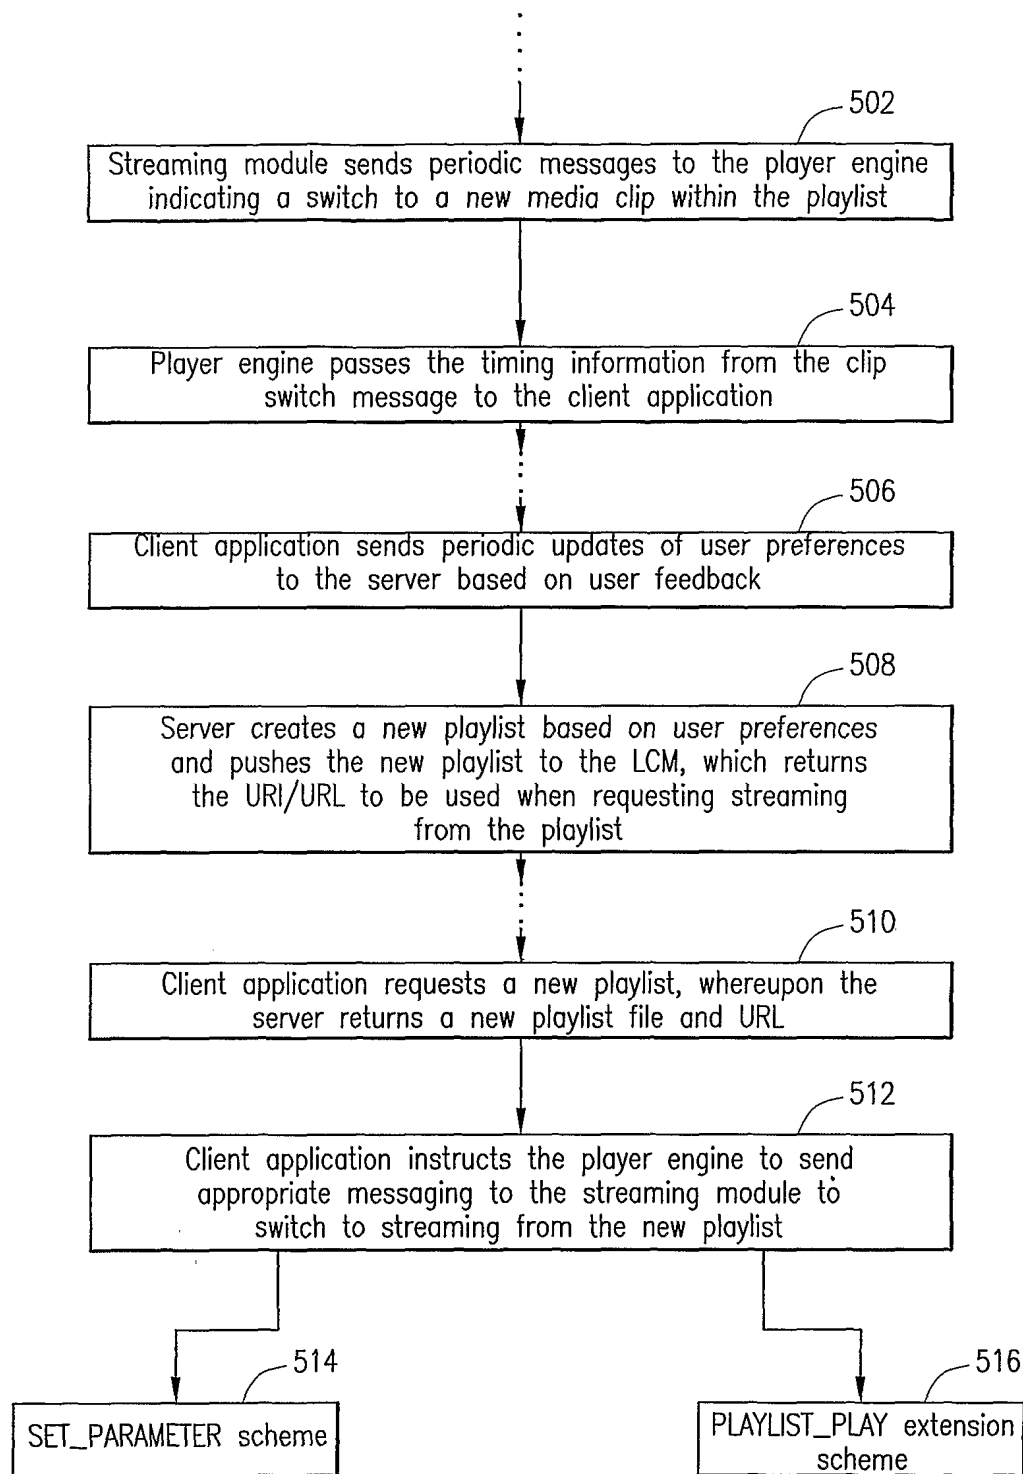 502
Streaming module sends periodic messages to the player engine
indicating a switch to a new media clip within the playlist
504
Player engine passes the timing information from the clip
switch message to the client application
506
Client application sends periodic updates of user preferences
to the server based on user feedback
508
Server creates a new playlist based on user preferences
and pushes the new playlist to the LCM, which returns
the URI/URL to be used when requesting streaming
from the playlist
510
Client application requests a new playlist, whereupon the
server returns a new playlist file and URL
512
Client application instructs the player engine to send
appropriate messaging to the streaming module to
switch to streaming from the new playlist
514
SET_PARAMETER scheme
516
PLAYLIST_PLAY extension
scheme